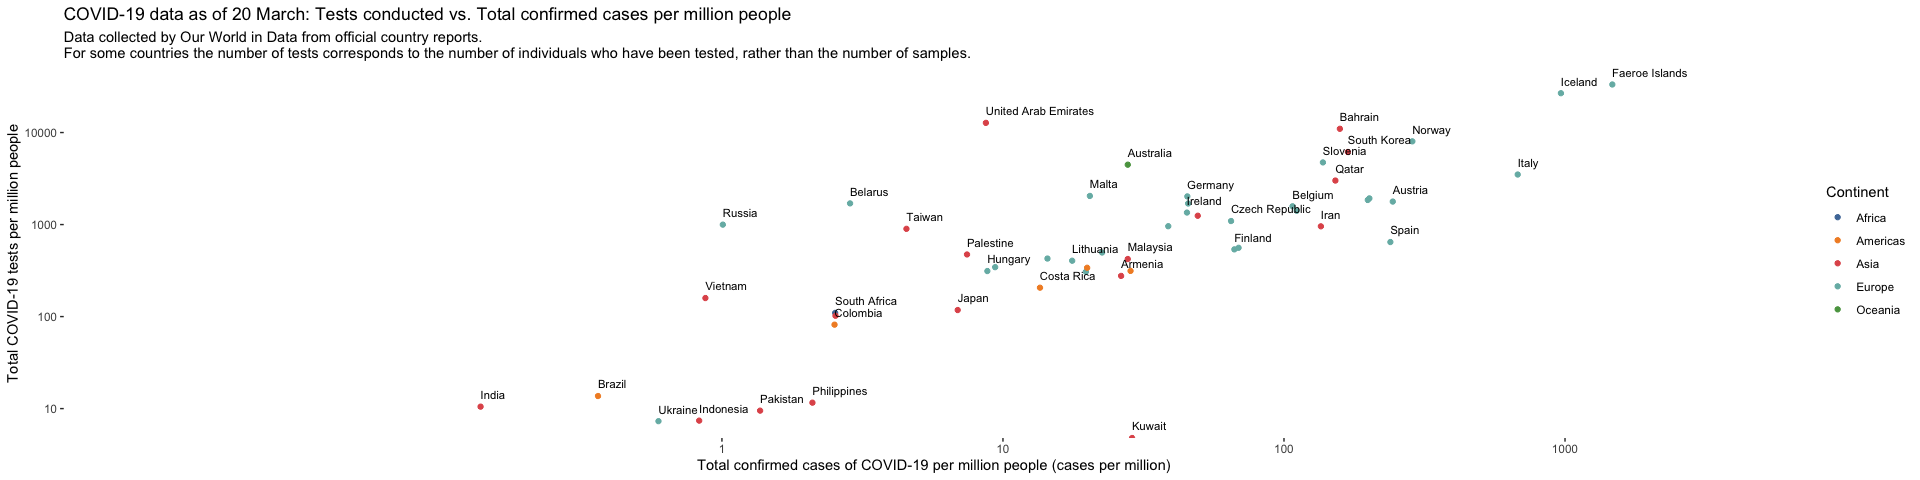 COVID-19 data as of 20 March: Tests conducted vs. Total confirmed cases per million people
Data collected by Our World in Data from official country reports.
For some countries the number of tests corresponds to the number of individuals who have been tested, rather than the number of samples.
Total COVID-19 tests per million people
10000
1000
100
10
Faeroe Islands
Iceland
United Arab Emirates
Bahrain
Norway
South Korea
Slovenia
Australia
Italy
Qatar
Malta
Germany
Belarus
Belgium
Austria
Ireland
Czech Republic
Russia
Taiwan
Iran
Spain
Finland
Palestine
Lithuania
Malaysia
Hungary
Armenia
Costa Rica
Vietnam
South Africa
Colombia
Japan
India
Brazil
Ukraine
Indonesia
Pakistan
Philippines
Kuwait
1
10
100
1000
Total confirmed cases of COVID-19 per million people (cases per million)
Continent
Africa
Americas
Asia
Europe
Oceania